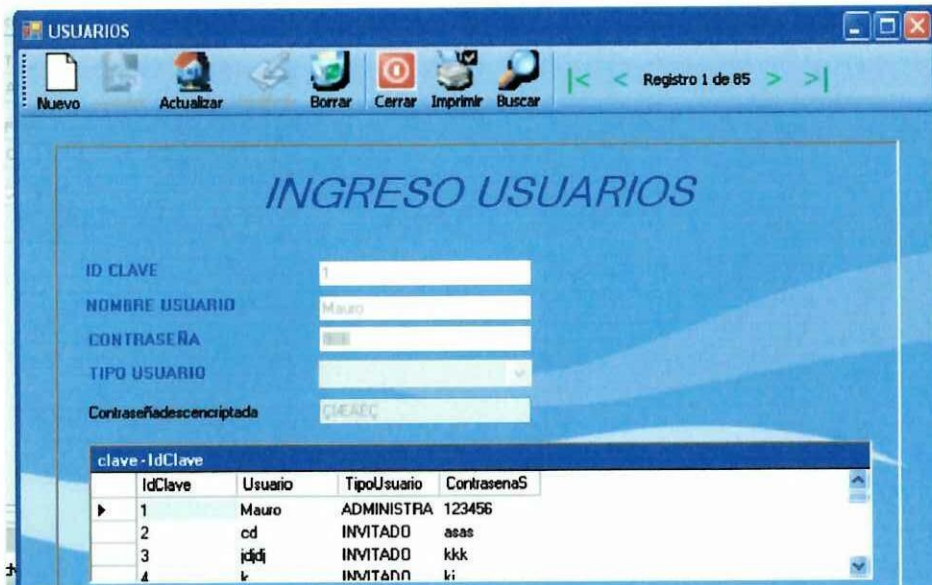 USUARIOS
Nuevo Actualizar Borrar Cerrar Imprimir Buscar |< < Registro 1 de 85 > >|
INGRESO USUARIOS
ID CLAVE 1
NOMBRE USUARIO Mauro
CONTRASEÑA
TIPO USUARIO
Contraseñadescencriptada
clave - IdClave
IdClave Usuario TipoUsuario ContrasenaS
1 Mauro ADMINISTRA 123456
2 cd INVITADO asas
3 jdjdj INVITADO kkk
4 k INVITADO kj